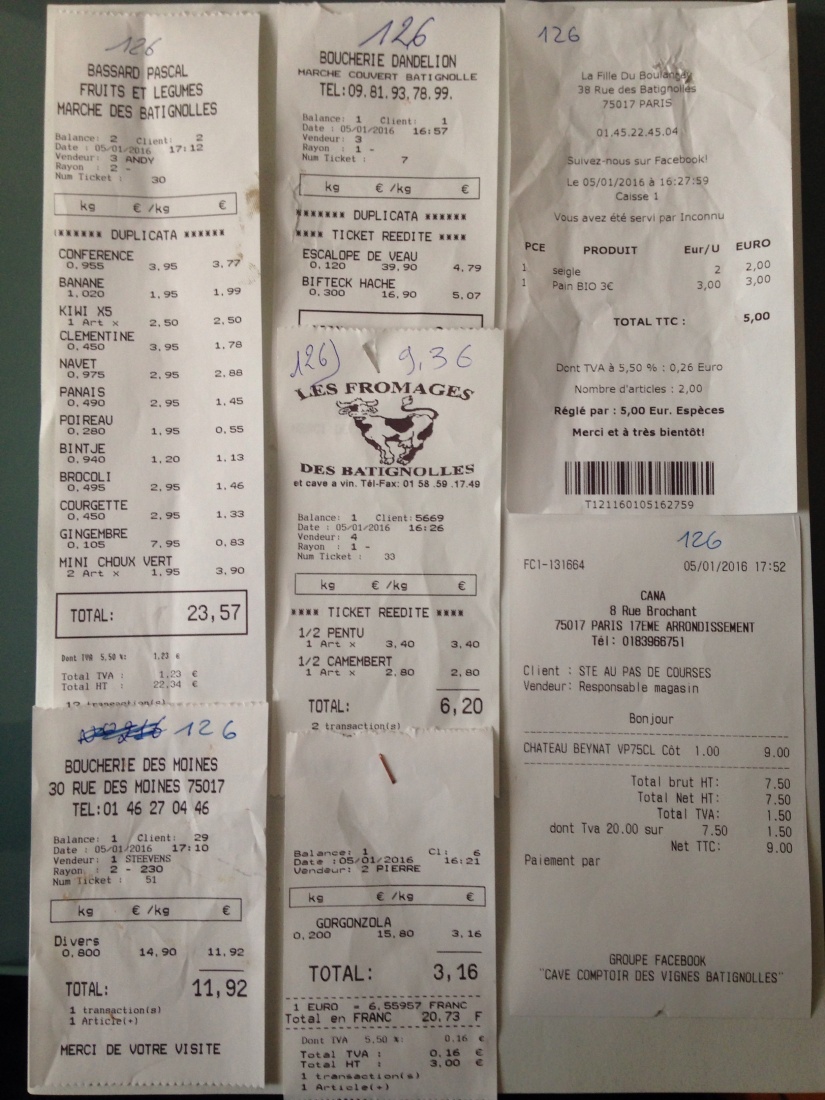 126
BASSARD PASCAL
FRUITS ET LEGUMES
MARCHE DES BATIGNOLLES
Balance: 2 Client: 2
Date : 05/01/2016 17:12
Vendeur: 3 ANDY
Rayon : 2 -
Num Ticket : 30
kg € /kg €
****** DUPLICATA ******
CONFERENCE
0,955 3,95 3,77
BANANE
1,020 1,95 1,99
KIWI X5
1 Art x 2,50 2,50
CLEMENTINE
0,450 3,95 1,78
NAVET
0,975 2,95 2,88
PANAIS
0,490 2,95 1,45
POIREAU
0,280 1,95 0,55
BINTJE
0,940 1,20 1,13
BROCOLI
0,495 2,95 1,46
COURGETTE
0,450 2,95 1,33
GINGEMBRE
0,105 7,95 0,83
MINI CHOUX VERT
2 Art x 1,95 3,90
TOTAL: 23,57
Dont 5,50 %: 1,23 €
Total TVA : 1,23 €
Total HT : 22,34 €
126
BOUCHERIE DANDELION
MARCHE COUVERT BATIGNOLLE
TEL:09.81.93.78.99.
Balance: 1 Client: 1
Date : 05/01/2016 16:57
Vendeur: 3
Rayon : 1 -
Num Ticket : 7
kg € /kg €
******* DUPLICATA ******
**** TICKET REEDITE ****
ESCALOPE DE VEAU
0,120 39,90 4,79
BIFTECK HACHE
0,300 16,90 5,07
126
La Fille Du
38 Rue des Batignolles
75017 PARIS
01.45.22.45.04
Suivez-nous sur Facebook!
Le 05/01/2016 à 16:27:59
Caisse 1
Vous avez été servi par Inconnu
PCE PRODUIT Eur/U EURO
1 seigle 2 2,00
1 Pain BIO 3€ 3,00 3,00
TOTAL TTC : 5,00
Dont TVA à 5,50 % : 0,26 Euro
Nombre d'articles : 2,00
Réglé par : 5,00 Eur. Espèces
Merci et à très bientôt!
T121160105162759
126) 9,36
LES FROMAGES
DES BATIGNOLLES
et cave a vin. Tél-Fax: 01 58 .59 .17.49
Balance: 1 Client:5669
Date : 05/01/2016 16:26
Vendeur: 4
Rayon : 1 -
Num Ticket : 33
kg € /kg €
**** TICKET REEDITE ****
1/2 PENTU
1 Art x 3,40 3,40
1/2 CAMEMBERT
1 Art x 2,80 2,80
TOTAL: 6,20
2 transaction(s)
126
FC1-131664 05/01/2016 17:52
CANA
8 Rue Brochant
75017 PARIS 17EME ARRONDISSEMENT
Tél: 0183966751
Client : STE AU PAS DE COURSES
Vendeur: Responsable magasin
Bonjour
CHATEAU BEYNAT VP75CL Côt 1.00 9.00
Total brut HT: 7.50
Total Net HT: 7.50
Total TVA: 1.50
dont Tva 20.00 sur 7.50 1.50
Net TTC: 9.00
Paiement par
GROUPE FACEBOOK
"CAVE COMPTOIR DES VIGNES BATIGNOLLES"
126
BOUCHERIE DES MOINES
30 RUE DES MOINES 75017
TEL:01 46 27 04 46
Balance: 1 Client: 29
Date : 05/01/2016 17:10
Vendeur: 1 STEEVENS
Rayon : 2 - 230
Num Ticket : 51
kg € /kg €
Divers
0,800 14,90 11,92
TOTAL: 11,92
1 transaction(s)
1 Article(+)
MERCI DE VOTRE VISITE
Balance: 1 Cl: 6
Date :05/01/2016 16:21
Vendeur: 2 PIERRE
kg € /kg €
GORGONZOLA
0,200 15,80 3,16
TOTAL: 3,16
1 EURO = 6,55957 FRANC
Total en FRANC 20,73 F
Dont TVA 5,50 %: 0,16 €
Total TVA : 0,16 €
Total HT : 3,00 €
1 transaction(s)
1 Article(+)